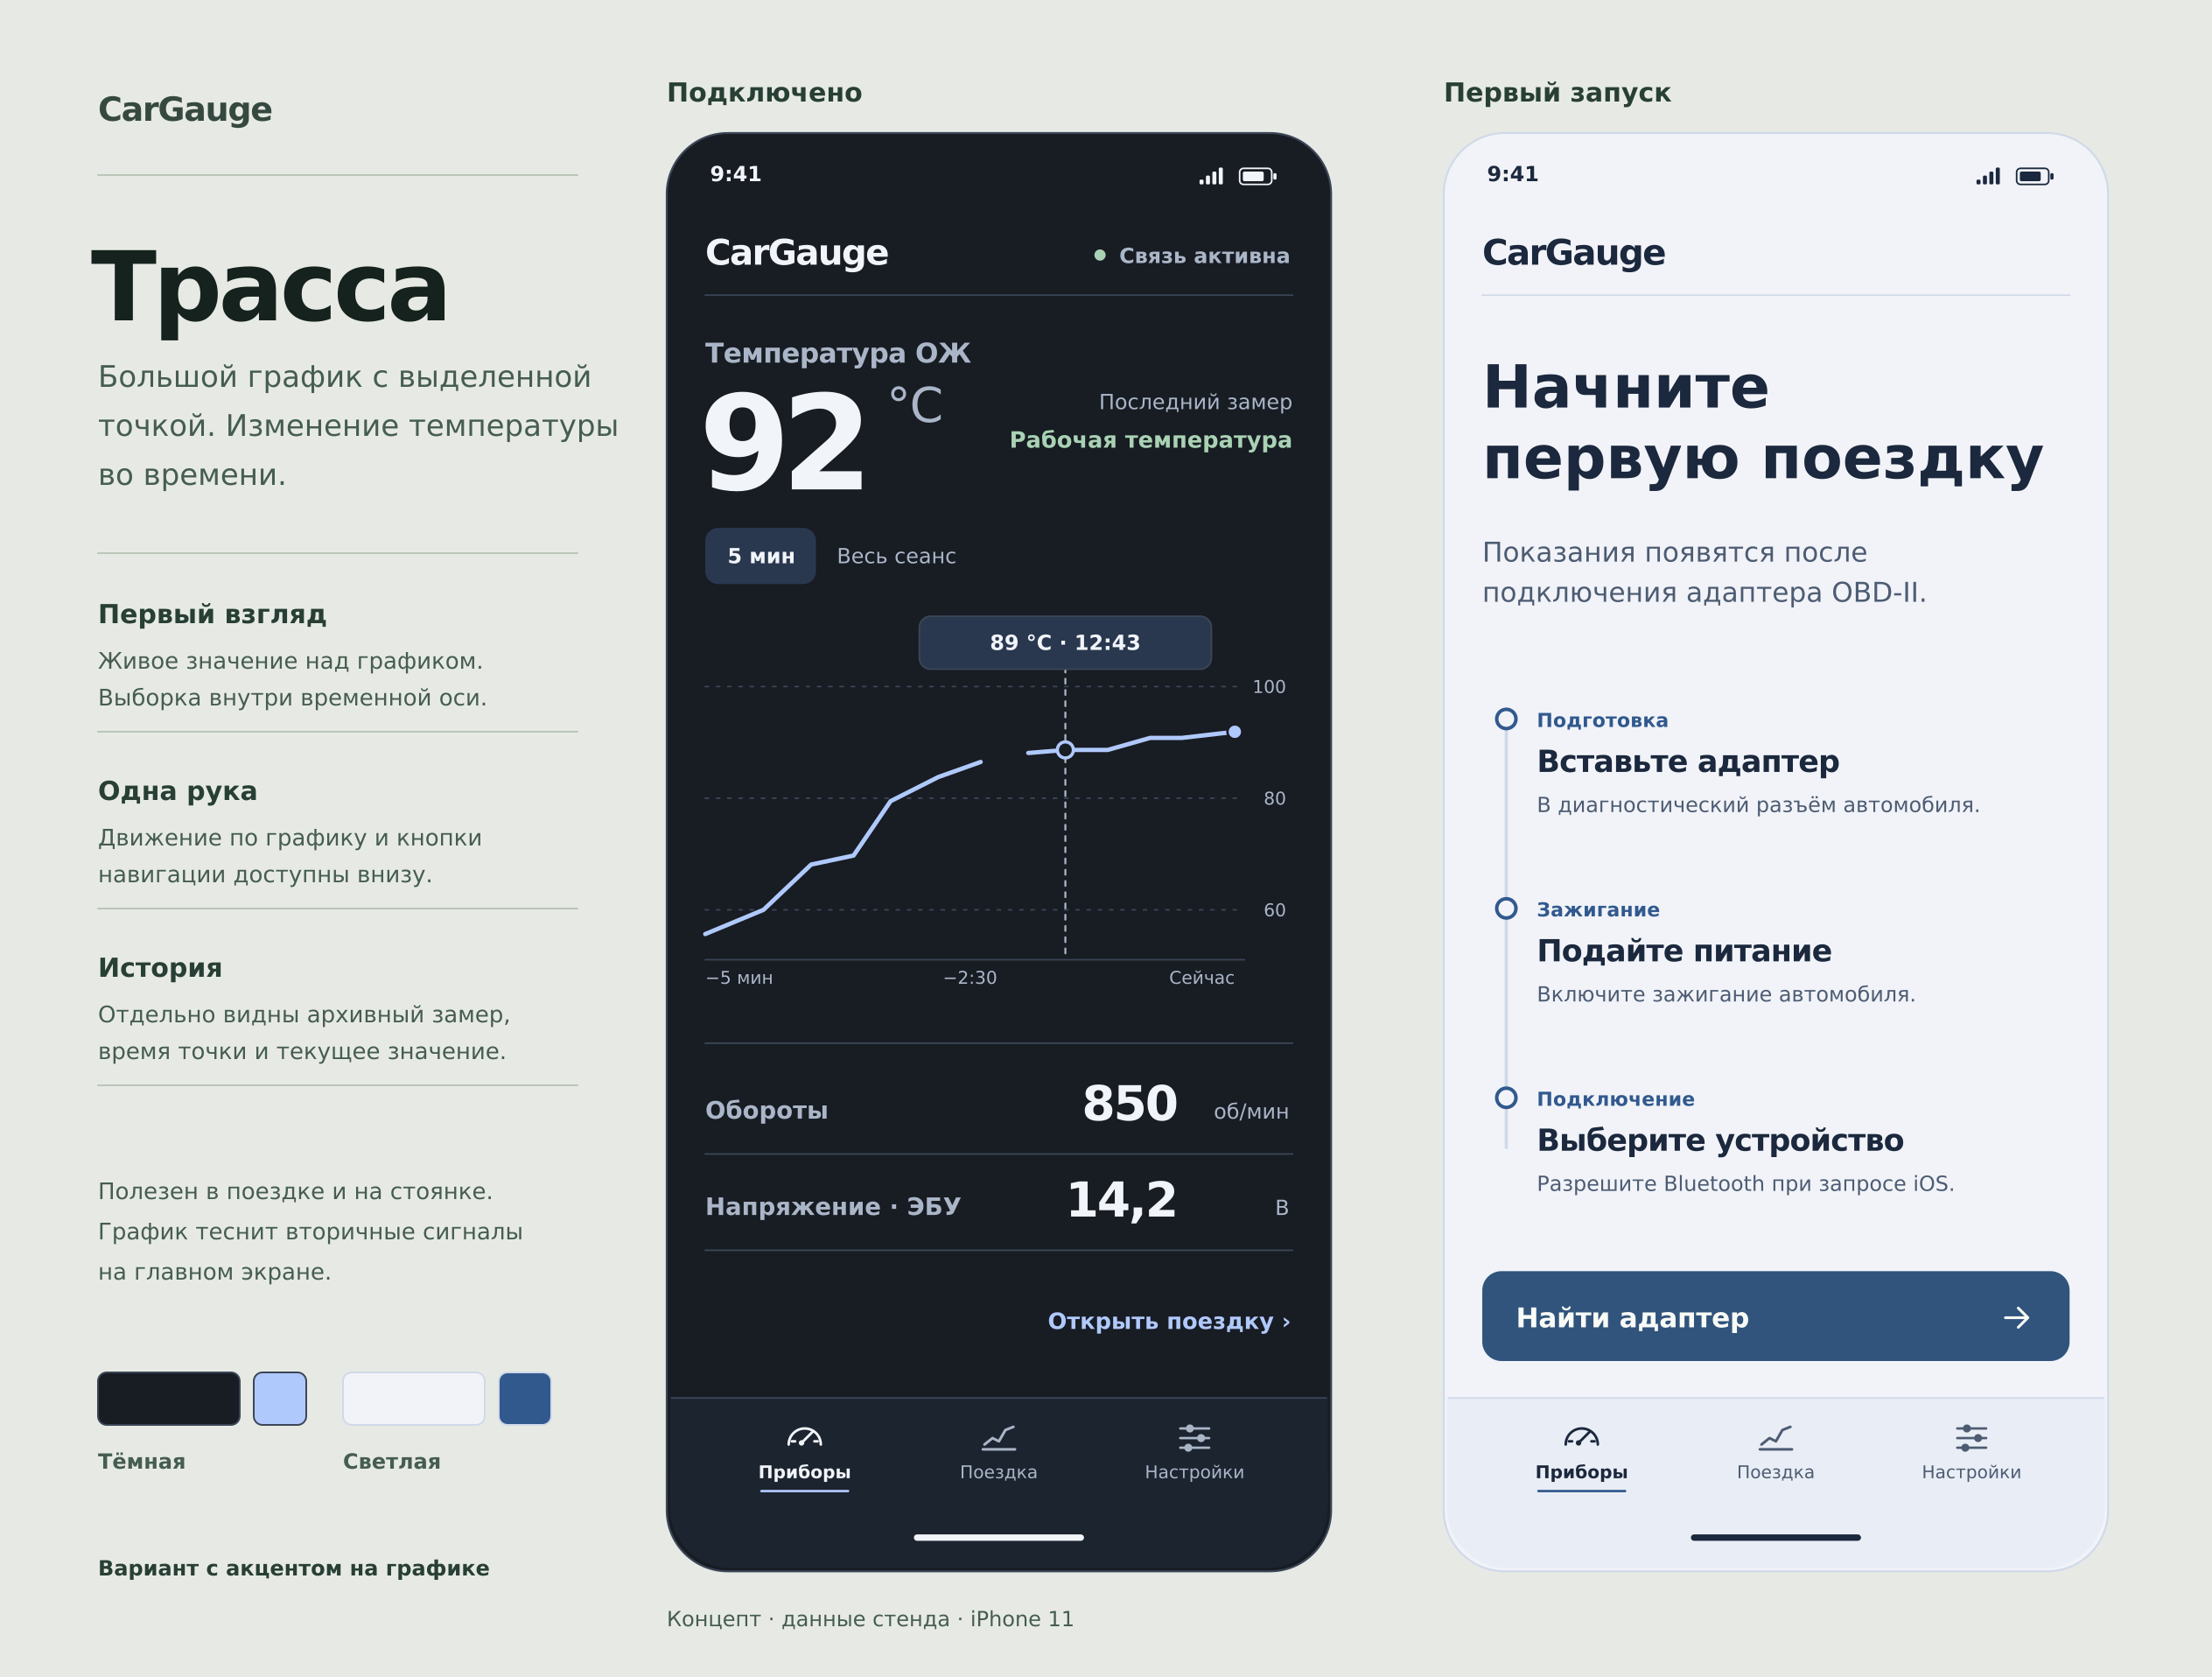 CarGauge
Трасса
Большой график с выделенной
точкой. Изменение температуры
во времени.
Первый взгляд
Живое значение над графиком.
Выборка внутри временной оси.
Одна рука
Движение по графику и кнопки
навигации доступны внизу.
История
Отдельно видны архивный замер,
время точки и текущее значение.
Полезен в поездке и на стоянке.
График теснит вторичные сигналы
на главном экране.
Тёмная
Светлая
Вариант с акцентом на графике
Подключено
9:41
CarGauge
Связь активна
Температура ОЖ
92 °C
Последний замер
Рабочая температура
5 мин
Весь сеанс
89 °C · 12:43
100
80
60
−5 мин
−2:30
Сейчас
Обороты
850 об/мин
Напряжение · ЭБУ
14,2 В
Открыть поездку ›
Приборы
Поездка
Настройки
Концепт · данные стенда · iPhone 11
Первый запуск
9:41
CarGauge
Начните
первую поездку
Показания появятся после
подключения адаптера OBD-II.
Подготовка
Вставьте адаптер
В диагностический разъём автомобиля.
Зажигание
Подайте питание
Включите зажигание автомобиля.
Подключение
Выберите устройство
Разрешите Bluetooth при запросе iOS.
Найти адаптер →
Приборы
Поездка
Настройки